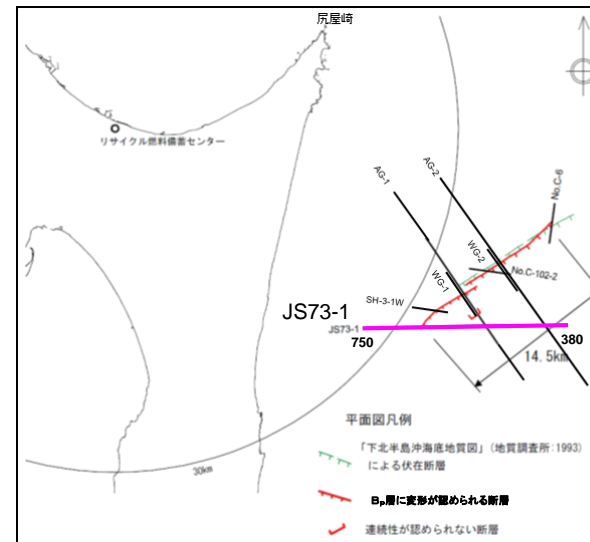 尻屋崎
リサイクル燃料備蓄センター
AG-1
AG-2
No.C-6
WG-2
No.C-102-2
WG-1
SH-3-1W
JS73-1
JS73-1
750
380
14.5km
30km
平面図凡例
「下北半島沖海底地質図」(地質調査所:1993)
による伏在断層
BP層に変形が認められる断層
連続性が認められない断層